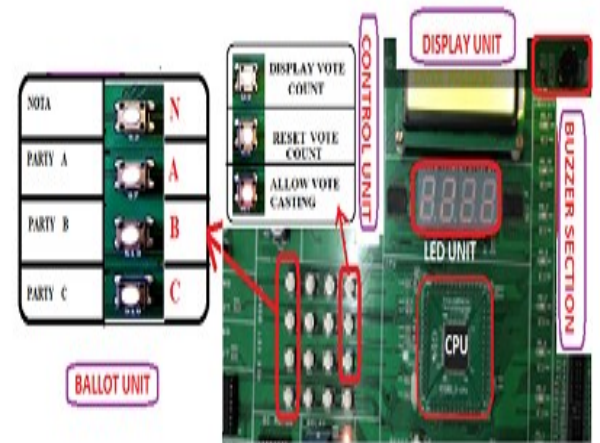 NOTA
N
PARTY A
A
PARTY B
B
PARTY C
C
BALLOT UNIT
DISPLAY VOTE
COUNT
RESET VOTE
COUNT
ALLOW VOTE
CASTING
CONTROL UNIT
DISPLAY UNIT
BUZZER SECTION
LED UNIT
CPU